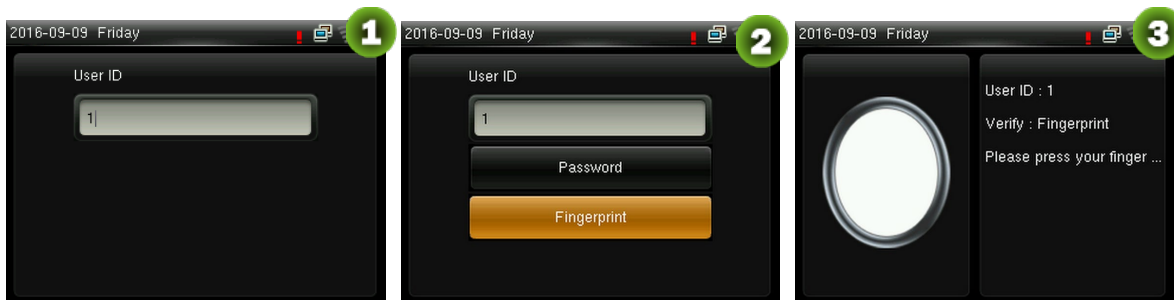 2016-09-09 Friday
1
User ID
1
2016-09-09 Friday
2
User ID
1
Password
Fingerprint
2016-09-09 Friday
3
User ID : 1
Verify : Fingerprint
Please press your finger ...